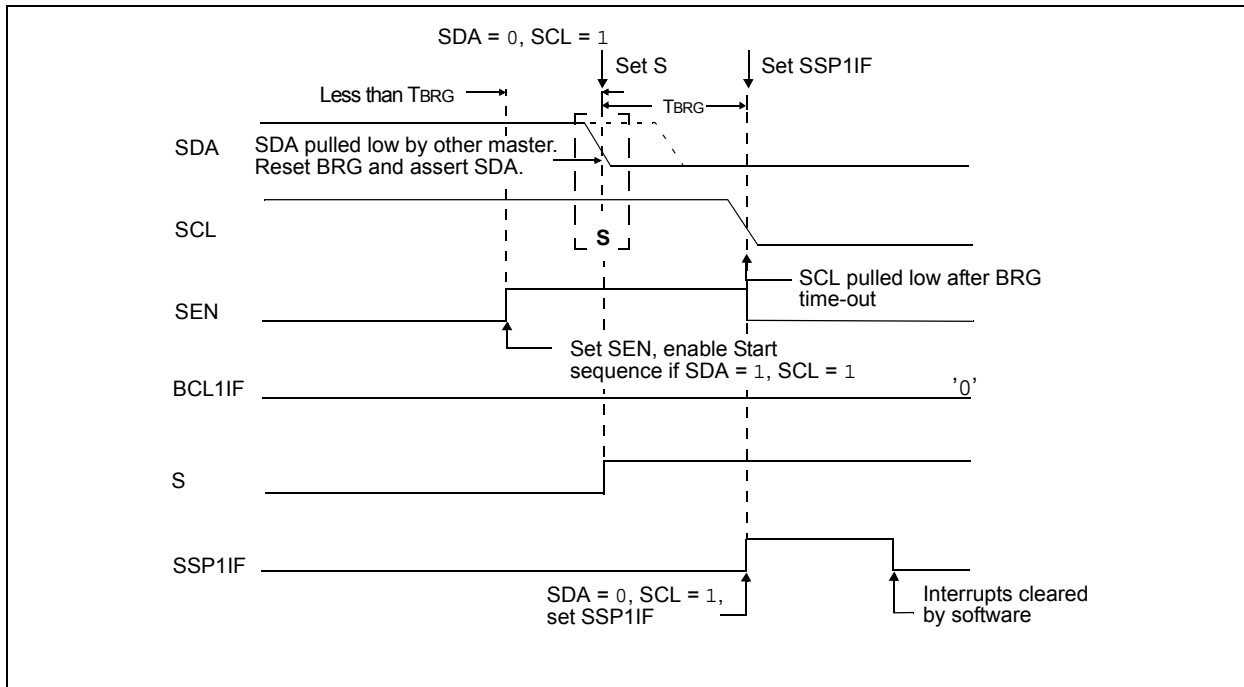 SDA = 0, SCL = 1
Set S
Set SSP1IF
Less than TBRG
TBRG
SDA
SDA pulled low by other master.
Reset BRG and assert SDA.
SCL
S
SCL pulled low after BRG
time-out
SEN
Set SEN, enable Start
sequence if SDA = 1, SCL = 1
BCL1IF
'0'
S
SSP1IF
SDA = 0, SCL = 1,
set SSP1IF
Interrupts cleared
by software